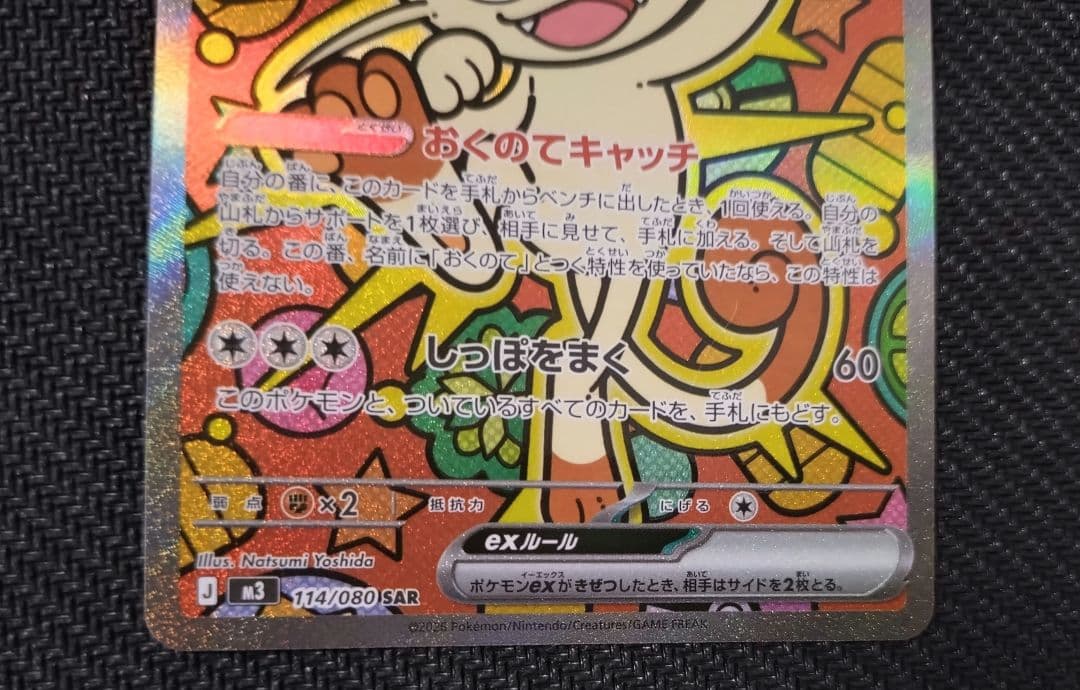 とくせい おくのてキャッチ
自分の番に、このカードを手札からベンチに出したとき、1回使える。自分の
山札からサポートを1枚選び、相手に見せて、手札に加える。そして山札を
切る。この番、名前に「おくのて」とつく特性を使っていたなら、この特性は
使えない。
しっぽをまく 60
このポケモンと、ついているすべてのカードを、手札にもどす。
弱点 ×2 抵抗力 にげる
exルール
ポケモンexがきぜつしたとき、相手はサイドを2枚とる。
Illus. Natsumi Yoshida
J M3 114/080 SAR
©2026 Pokémon/Nintendo/Creatures/GAME FREAK